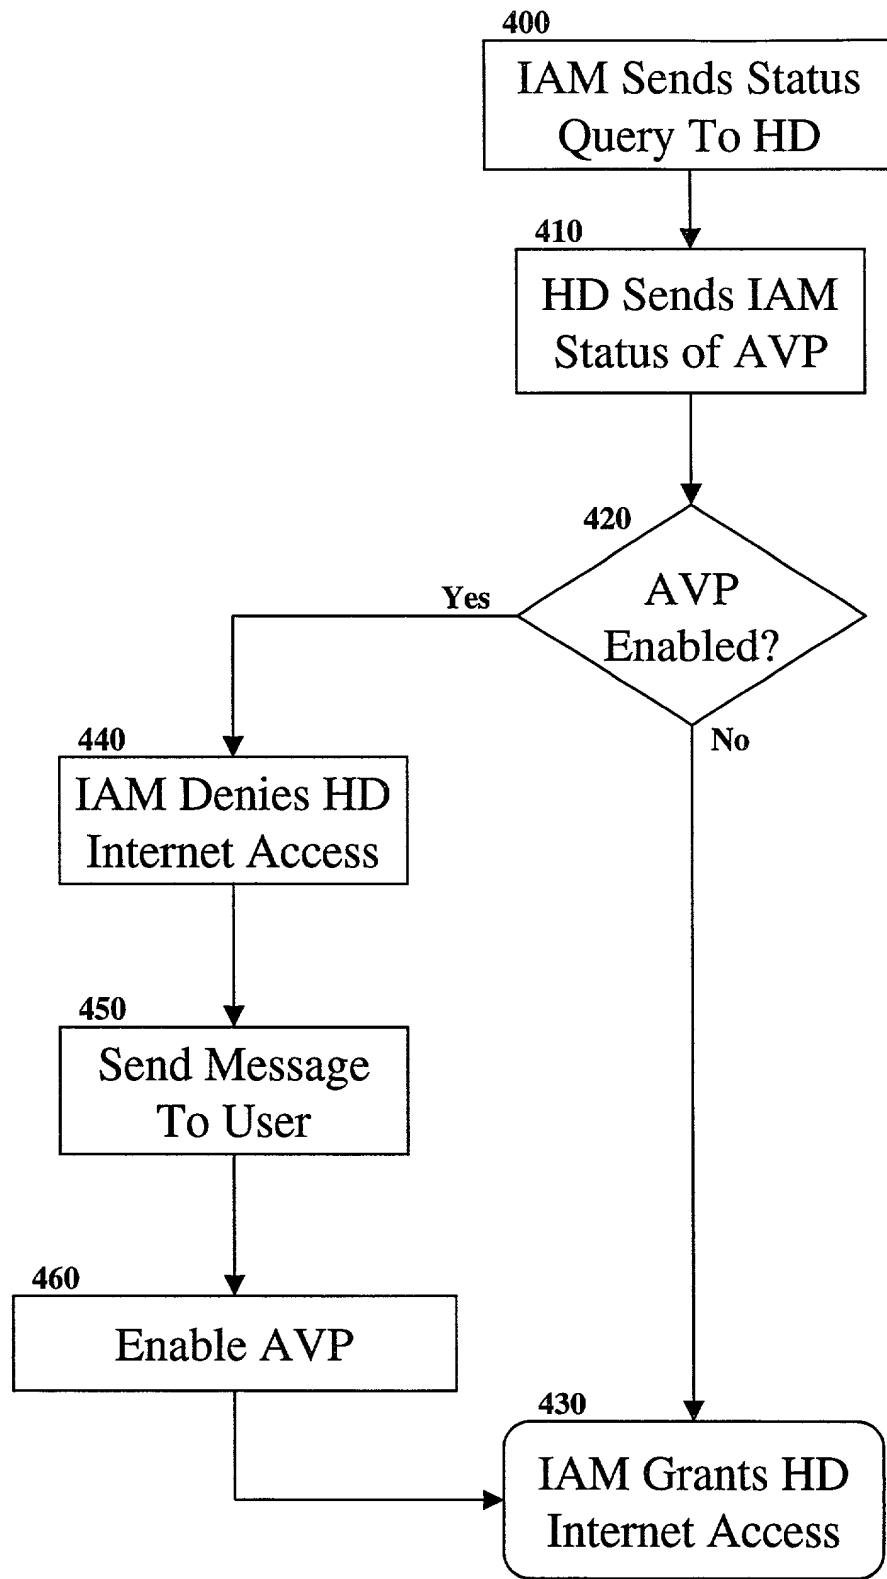 400
IAM Sends Status
Query To HD
410
HD Sends IAM
Status of AVP
420
AVP
Enabled?
Yes
No
440
IAM Denies HD
Internet Access
450
Send Message
To User
460
Enable AVP
430
IAM Grants HD
Internet Access